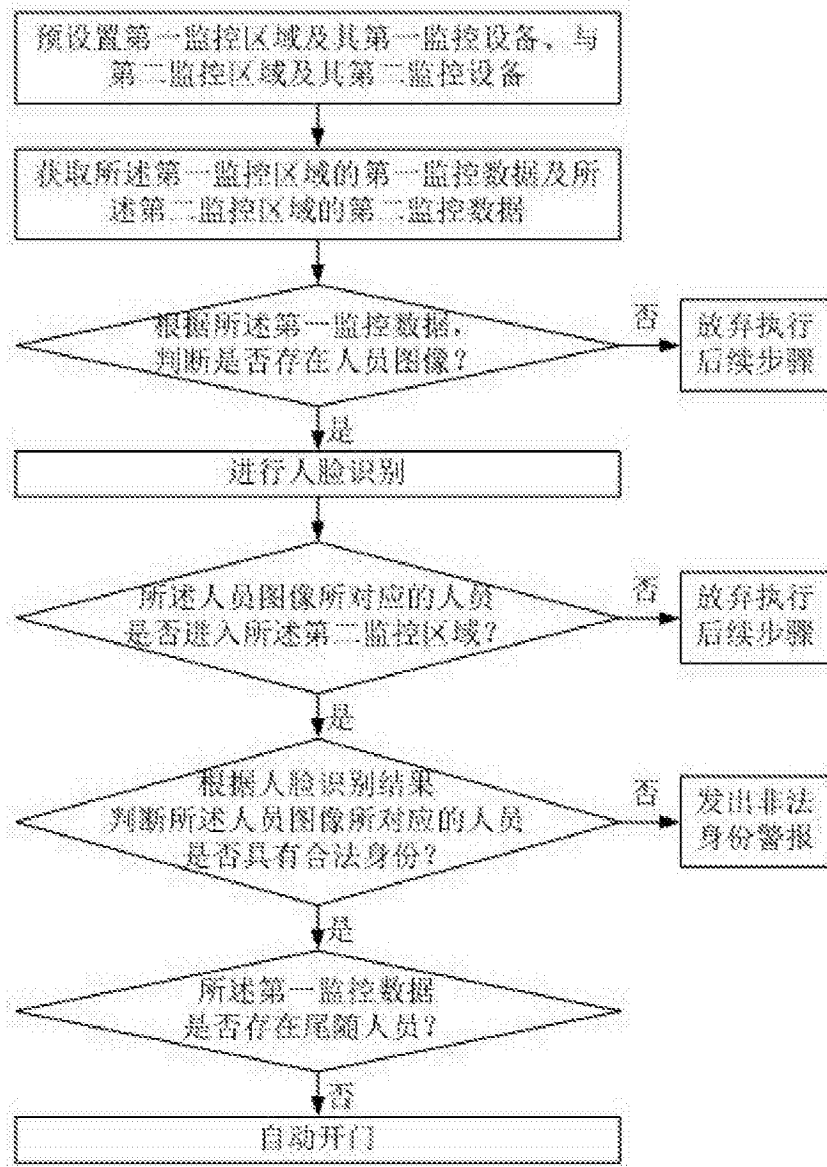 预设置第一监控区域及其第一监控设备、与
第二监控区域及其第二监控设备
获取所述第一监控区域的第一监控数据及所
述第二监控区域的第二监控数据
根据所述第一监控数据，
判断是否存在人员图像？
否
放弃执行
后续步骤
是
进行人脸识别
所述人员图像所对应的人员
是否进入所述第二监控区域？
否
放弃执行
后续步骤
是
根据人脸识别结果
判断所述人员图像所对应的人员
是否具有合法身份？
否
发出非法
身份警报
是
所述第一监控数据
是否存在尾随人员？
否
自动开门